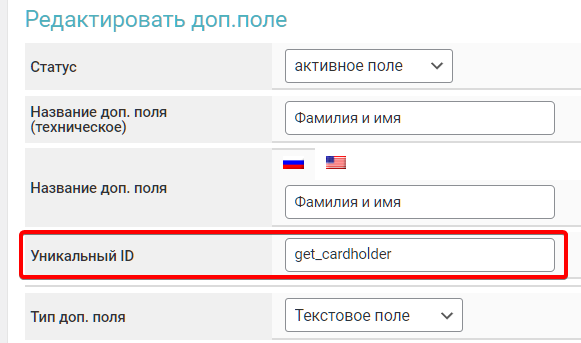 Редактировать доп.поле
Статус
активное поле
Название доп. поля
(техническое)
Фамилия и имя
Название доп. поля
Фамилия и имя
Уникальный ID
get_cardholder
Тип доп. поля
Текстовое поле